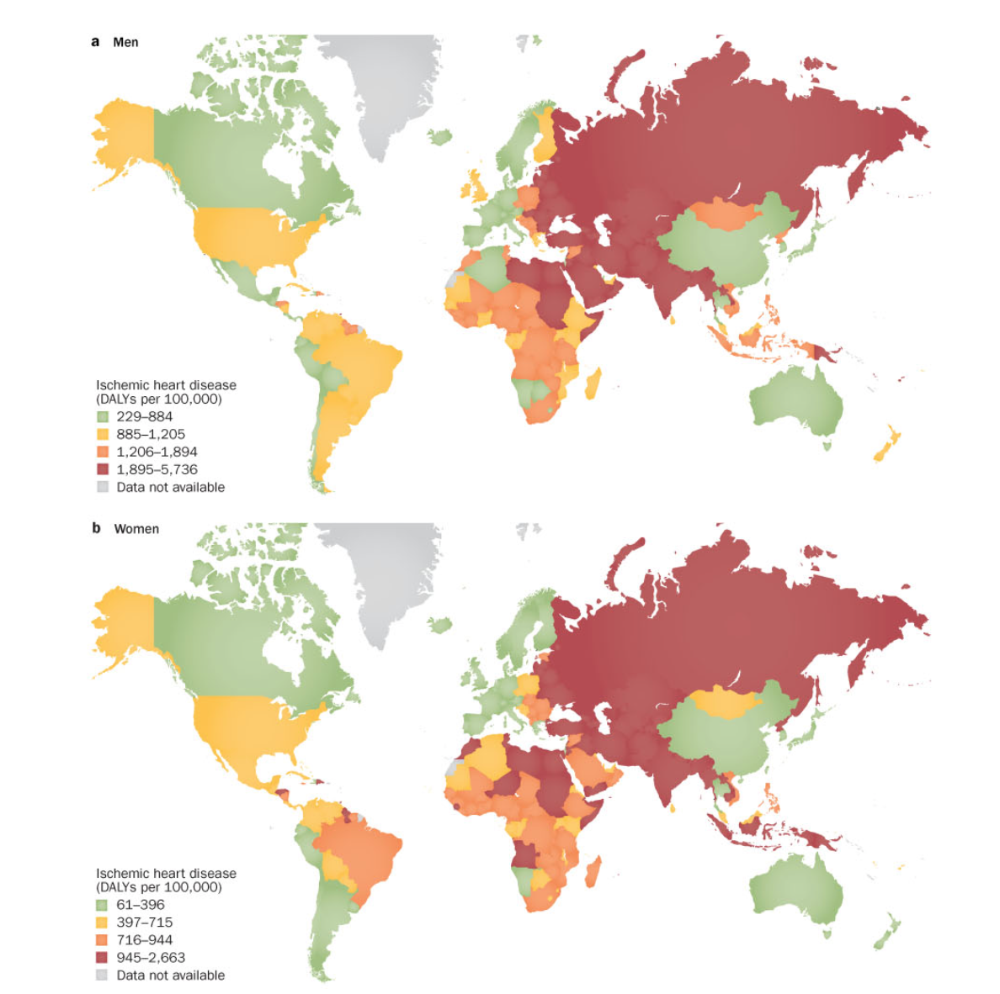 a Men
Ischemic heart disease
(DALYs per 100,000)
229–884
885–1,205
1,206–1,894
1,895–5,736
Data not available
b Women
Ischemic heart disease
(DALYs per 100,000)
61–396
397–715
716–944
945–2,663
Data not available